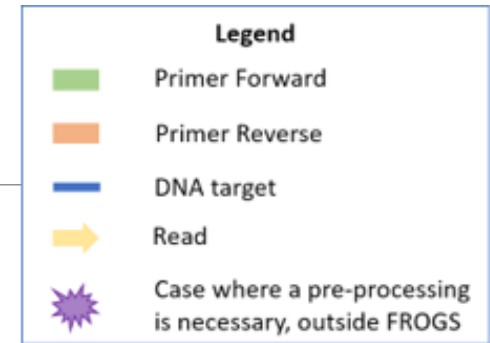 Legend
Primer Forward
Primer Reverse
DNA target
Read
Case where a pre-processing
is necessary, outside FROGS